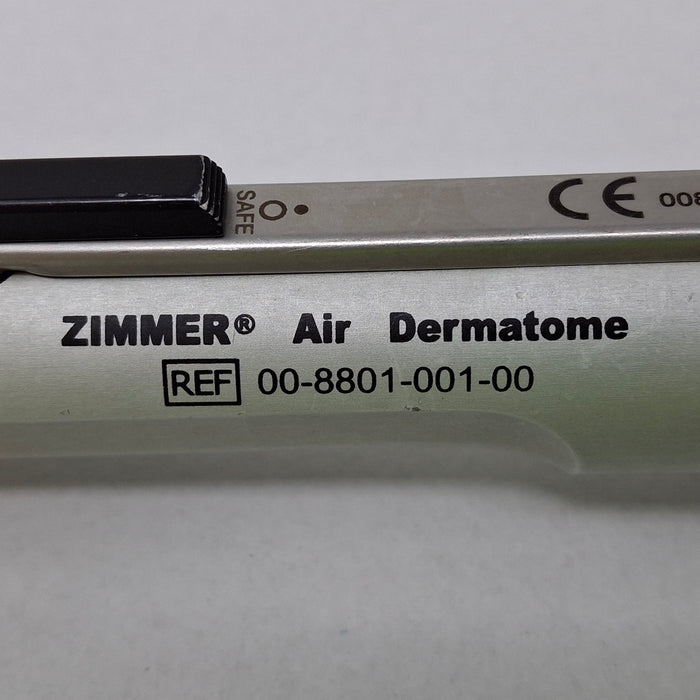 SAFE
CE 008
ZIMMER® Air Dermatome
REF 00-8801-001-00